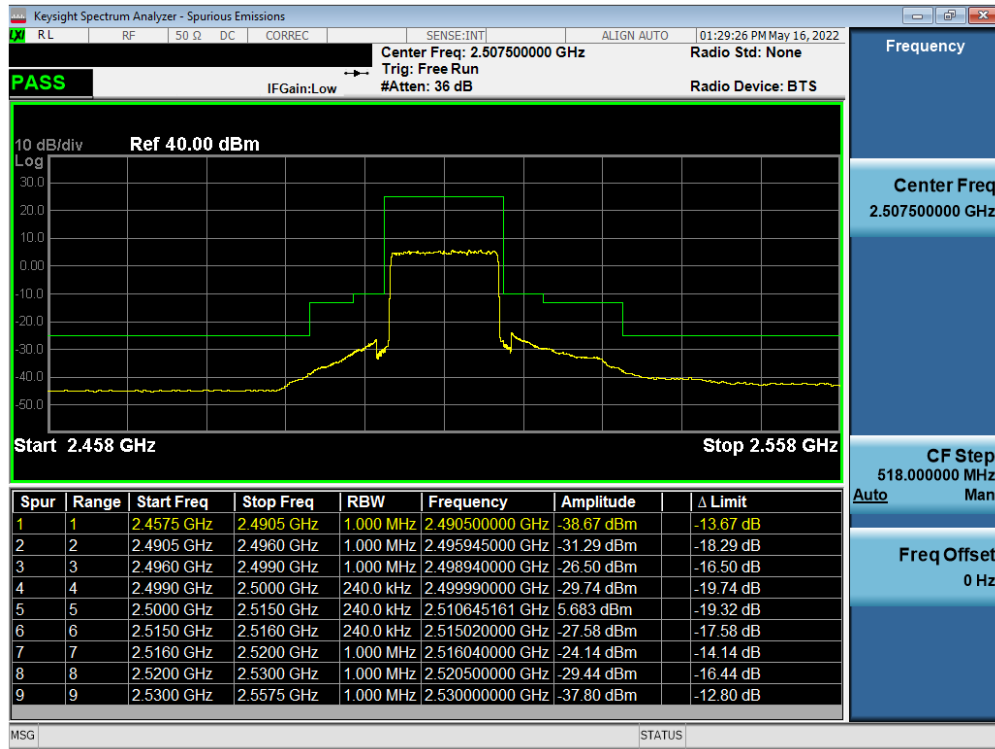 Keysight Spectrum Analyzer - Spurious Emissions
LXI RL RF 50 Ω DC CORREC SENSE:INT ALIGN AUTO 01:29:26 PM May 16, 2022
Center Freq: 2.507500000 GHz Radio Std: None
Trig: Free Run
PASS IFGain:Low #Atten: 36 dB Radio Device: BTS
Frequency
10 dB/div Ref 40.00 dBm
Log
30.0
20.0
10.0
0.00
-10.0
-20.0
-30.0
-40.0
-50.0
Start 2.458 GHz Stop 2.558 GHz
Center Freq
2.507500000 GHz
CF Step
518.000000 MHz
Auto Man
Freq Offset
0 Hz
Spur Range Start Freq Stop Freq RBW Frequency Amplitude Δ Limit
1 1 2.4575 GHz 2.4905 GHz 1.000 MHz 2.490500000 GHz -38.67 dBm -13.67 dB
2 2 2.4905 GHz 2.4960 GHz 1.000 MHz 2.495945000 GHz -31.29 dBm -18.29 dB
3 3 2.4960 GHz 2.4990 GHz 1.000 MHz 2.498940000 GHz -26.50 dBm -16.50 dB
4 4 2.4990 GHz 2.5000 GHz 240.0 kHz 2.499990000 GHz -29.74 dBm -19.74 dB
5 5 2.5000 GHz 2.5150 GHz 240.0 kHz 2.510645161 GHz 5.683 dBm -19.32 dB
6 6 2.5150 GHz 2.5160 GHz 240.0 kHz 2.515020000 GHz -27.58 dBm -17.58 dB
7 7 2.5160 GHz 2.5200 GHz 1.000 MHz 2.516040000 GHz -24.14 dBm -14.14 dB
8 8 2.5200 GHz 2.5300 GHz 1.000 MHz 2.520500000 GHz -29.44 dBm -16.44 dB
9 9 2.5300 GHz 2.5575 GHz 1.000 MHz 2.530000000 GHz -37.80 dBm -12.80 dB
MSG STATUS